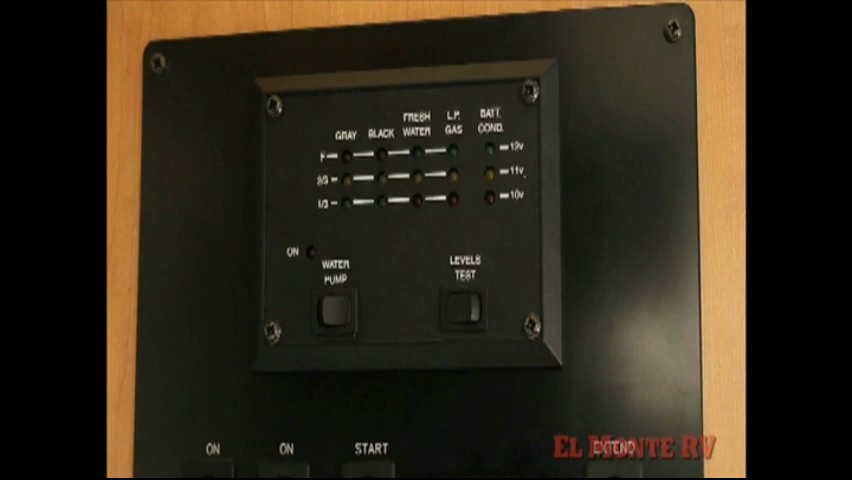 FRESH L.P. BATT.
GRAY BLACK WATER GAS COND.
F 12v
2/3 11v
1/3 10v
ON
WATER LEVELS
PUMP TEST
ON ON START EXTEND
EL MONTE RV